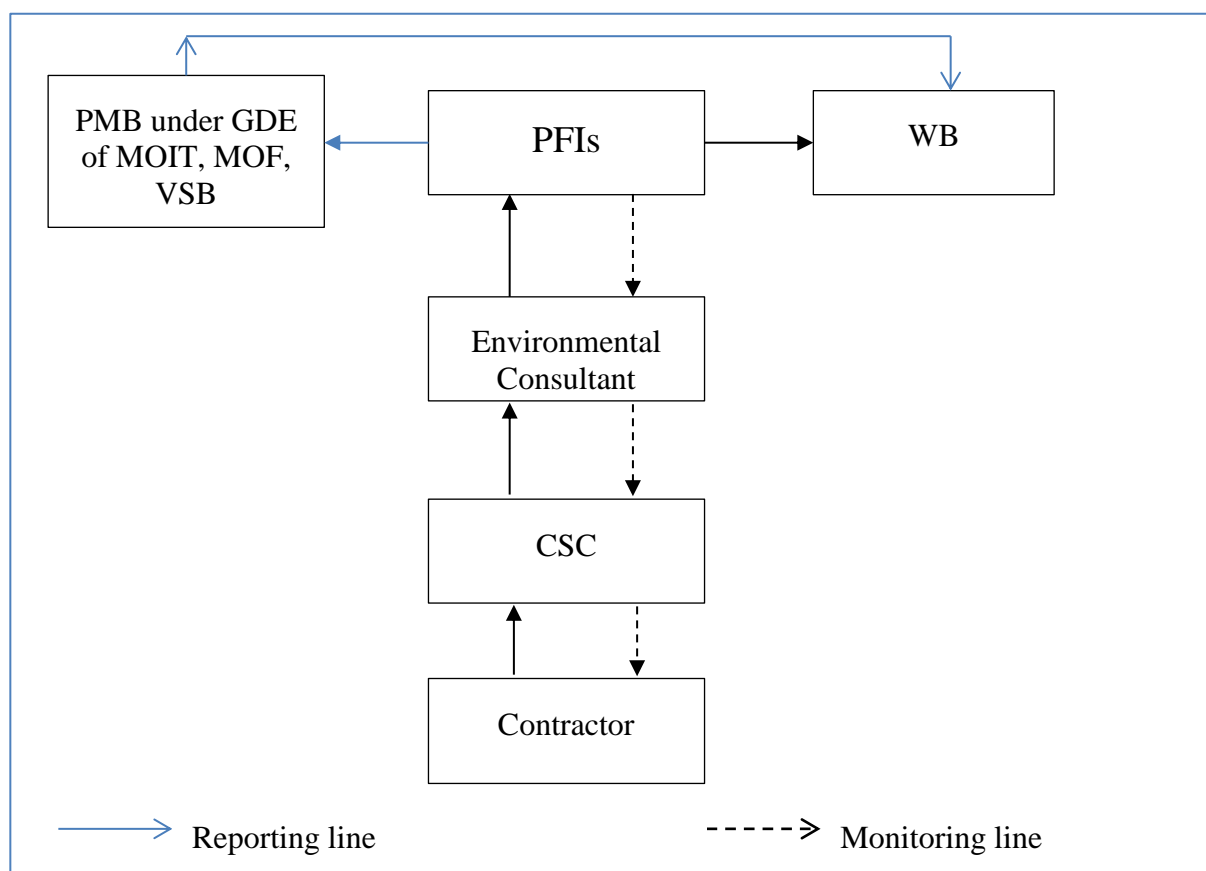 PMB under GDE
of MOIT, MOF,
VSB
PFIs
WB
Environmental
Consultant
CSC
Contractor
Reporting line
Monitoring line